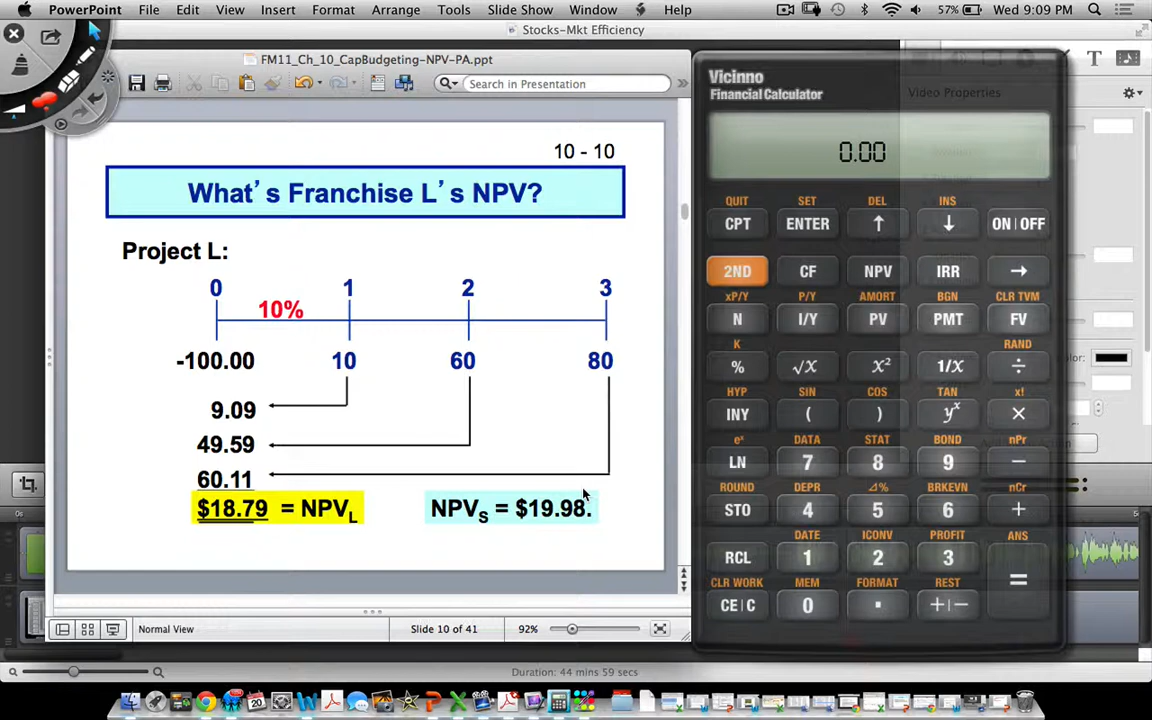 PowerPoint File Edit View Insert Format Arrange Tools Slide Show Window Help 57% Wed 9:09 PM
Stocks-Mkt Efficiency
FM11_Ch_10_CapBudgeting-NPV-PA.ppt
Search in Presentation
10 - 10
What's Franchise L's NPV?
Project L:
0 1 2 3
10%
-100.00 10 60 80
9.09
49.59
60.11
$18.79 = NPVL NPVS = $19.98.
Normal View Slide 10 of 41 92%
Duration: 44 mins 59 secs
Vicinno
Financial Calculator
Video Properties
0.00
QUIT SET DEL INS
CPT ENTER ↑ ↓ ON|OFF
2ND CF NPV IRR →
xP/Y P/Y AMORT BGN CLR TVM
N I/Y PV PMT FV
K RAND
% √x x² 1/X ÷
HYP SIN COS TAN x!
INY ( ) yˣ ×
eˣ DATA STAT BOND nPr
LN 7 8 9 −
ROUND DEPR ⊿% BRKEVN nCr
STO 4 5 6 +
DATE ICONV PROFIT ANS
RCL 1 2 3 =
CLR WORK MEM FORMAT REST
CE|C 0 . +|−
T
color:
0s